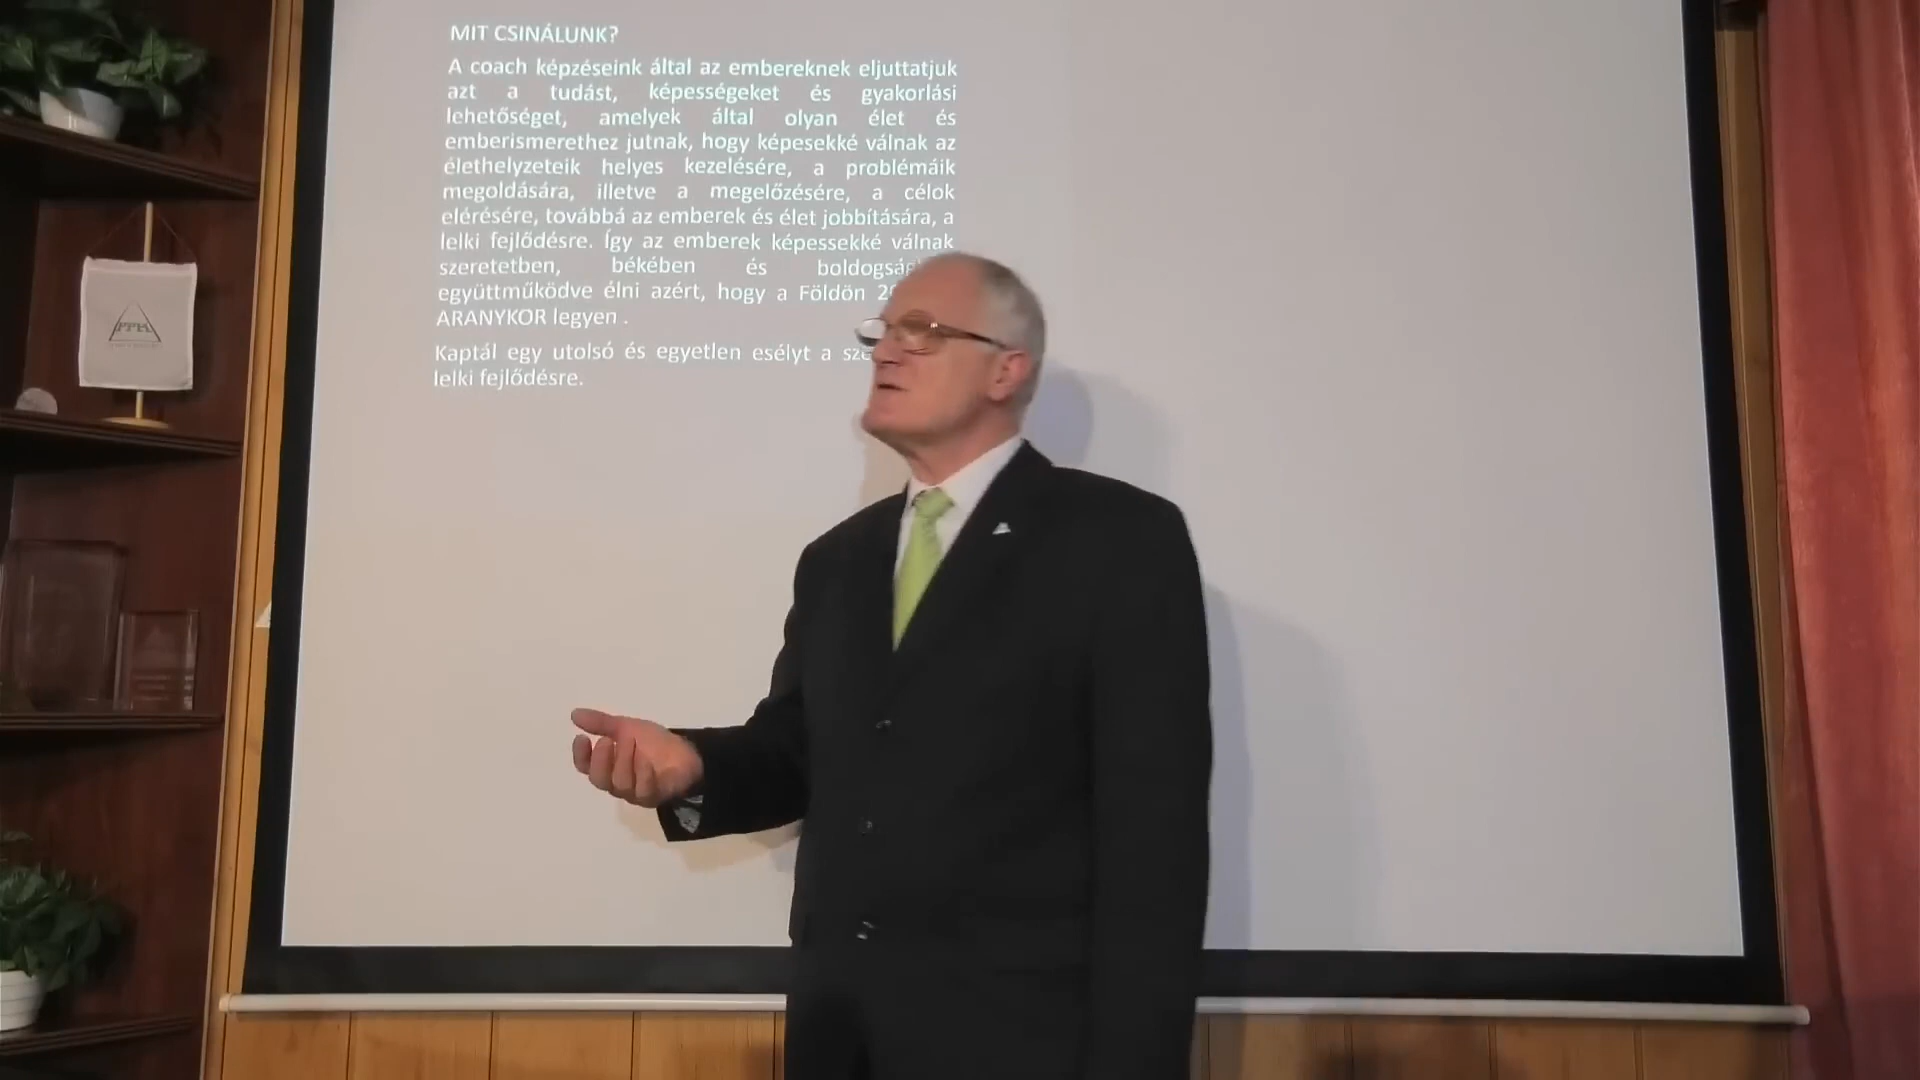 MIT CSINÁLUNK?
A coach képzéseink által az embereknek eljuttatjuk
azt a tudást, képességeket és gyakorlási
lehetőséget, amelyek által olyan élet és
emberismerethez jutnak, hogy képesekké válnak az
élethelyzeteik helyes kezelésére, a problémáik
megoldására, illetve a megelőzésére, a célok
elérésére, továbbá az emberek és élet jobbítására, a
lelki fejlődésre. Így az emberek képessekké válnak
szeretetben, békében és
együttműködve élni azért, hogy a Földön
ARANYKOR legyen .
Kaptál egy utolsó és egyetlen esélyt a
lelki fejlődésre.